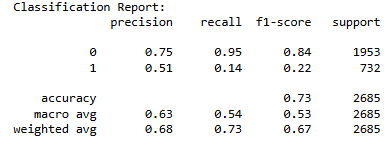 Classification Report:
precision recall f1-score support
0 0.75 0.95 0.84 1953
1 0.51 0.14 0.22 732
accuracy 0.73 2685
macro avg 0.63 0.54 0.53 2685
weighted avg 0.68 0.73 0.67 2685